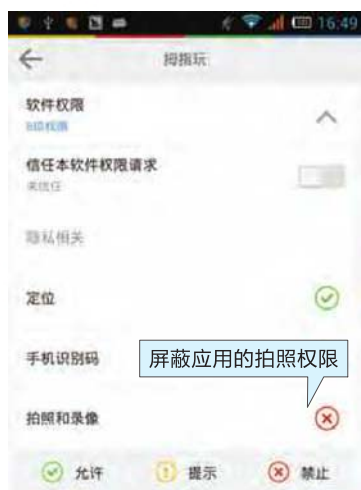 16:49
拇指玩
软件权限
8项权限
信任本软件权限请求
未信任
隐私相关
定位
手机识别码
屏蔽应用的拍照权限
拍照和录像
允许
提示
禁止